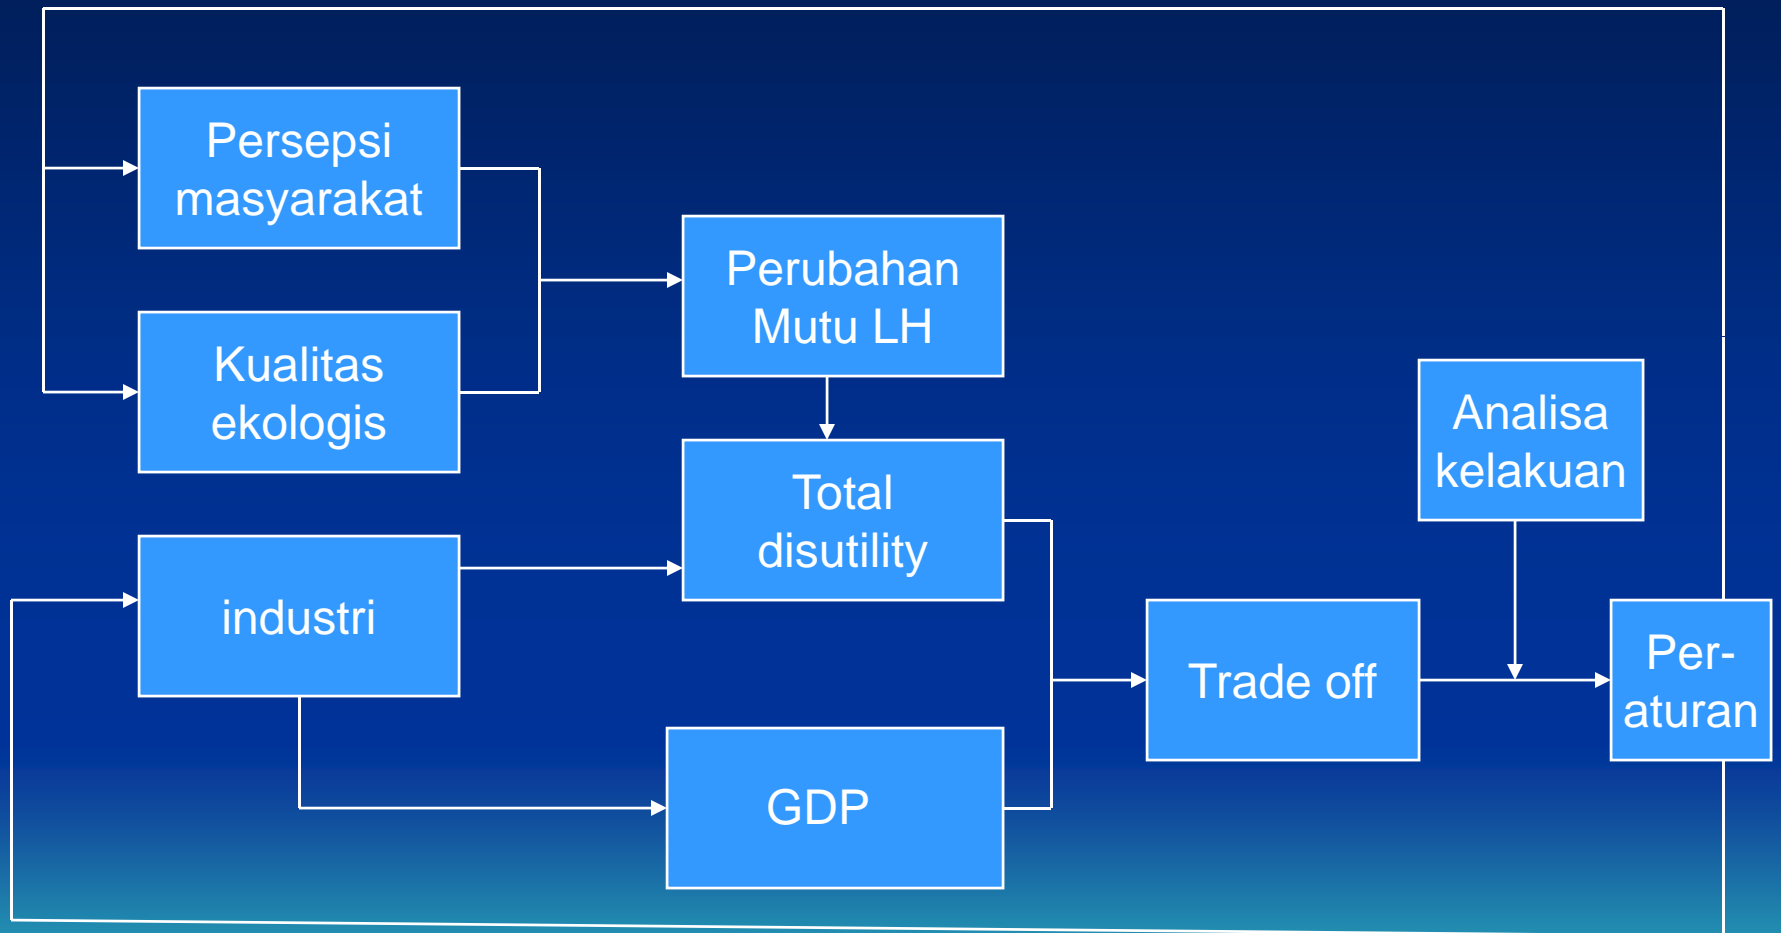 Persepsi
masyarakat
Perubahan
Mutu LH
Kualitas
ekologis
Analisa
kelakuan
Total
disutility
industri
Trade off
Per-
aturan
GDP